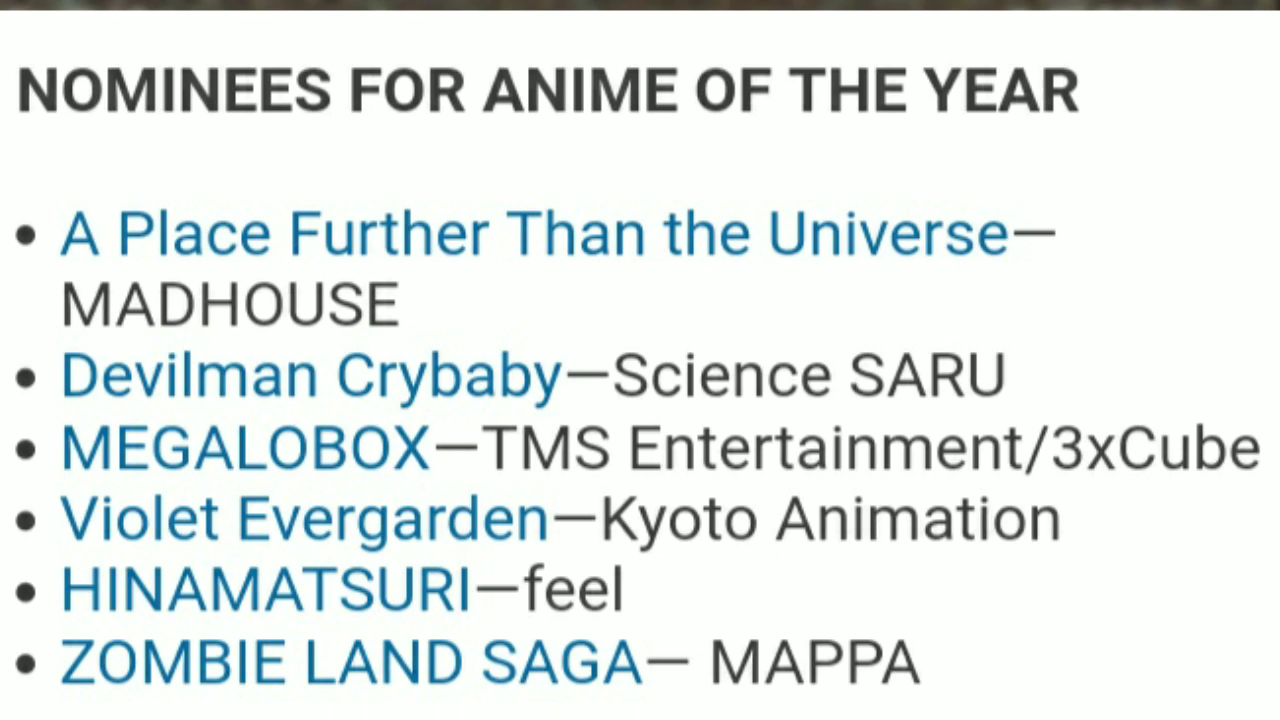 NOMINEES FOR ANIME OF THE YEAR
• A Place Further Than the Universe—
MADHOUSE
• Devilman Crybaby—Science SARU
• MEGALOBOX—TMS Entertainment/3xCube
• Violet Evergarden—Kyoto Animation
• HINAMATSURI—feel
• ZOMBIE LAND SAGA— MAPPA